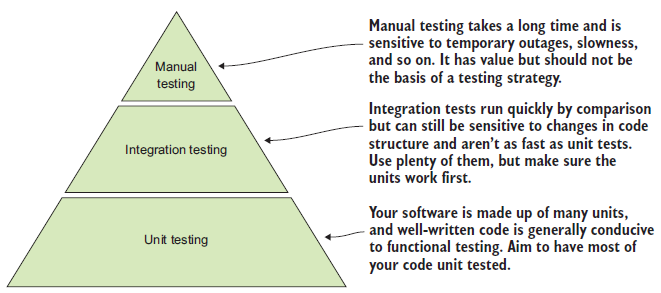 Manual
testing
Manual testing takes a long time and is
sensitive to temporary outages, slowness,
and so on. It has value but should not be
the basis of a testing strategy.
Integration testing
Integration tests run quickly by comparison
but can still be sensitive to changes in code
structure and aren't as fast as unit tests.
Use plenty of them, but make sure the
units work first.
Unit testing
Your software is made up of many units,
and well-written code is generally conducive
to functional testing. Aim to have most of
your code unit tested.